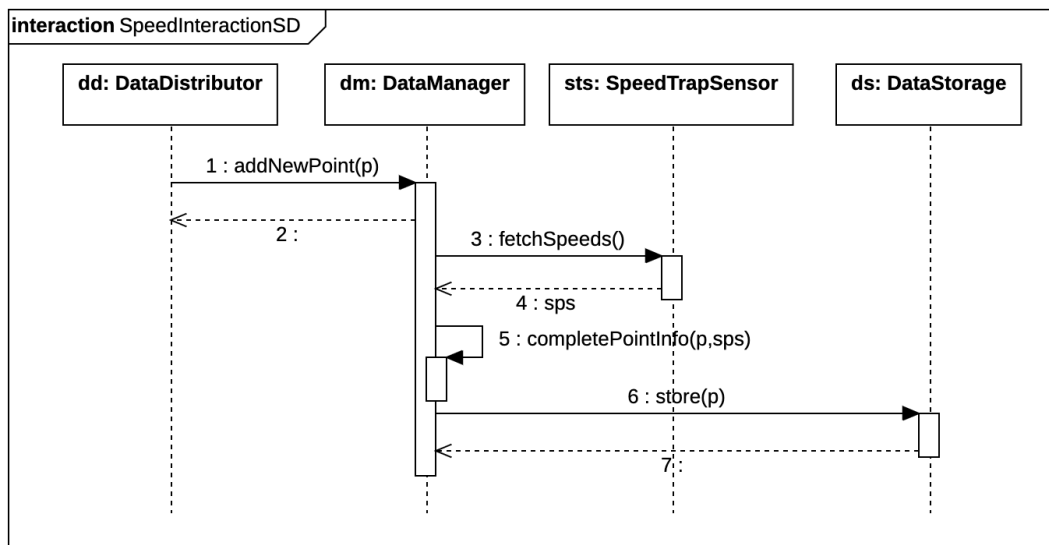 interaction SpeedInteractionSD
dd: DataDistributor
dm: DataManager
sts: SpeedTrapSensor
ds: DataStorage
1 : addNewPoint(p)
2 :
3 : fetchSpeeds()
4 : sps
5 : completePointInfo(p,sps)
6 : store(p)
7 :